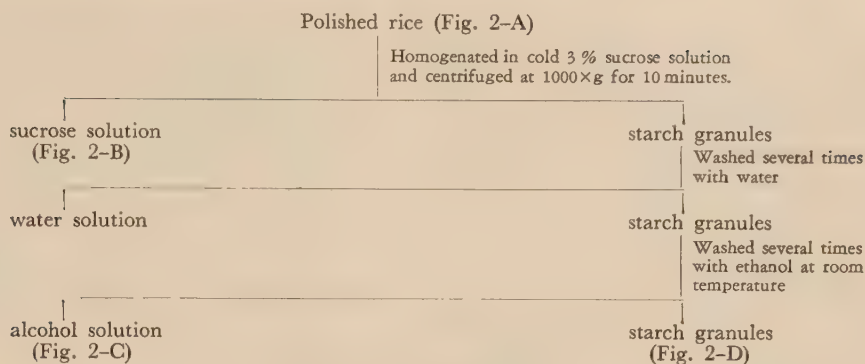 Polished rice (Fig. 2–A)
Homogenated in cold 3 % sucrose solution
and centrifuged at 1000×g for 10 minutes.
sucrose solution
(Fig. 2–B)
starch granules
Washed several times
with water
water solution
starch granules
Washed several times
with ethanol at room
temperature
alcohol solution
(Fig. 2–C)
starch granules
(Fig. 2–D)